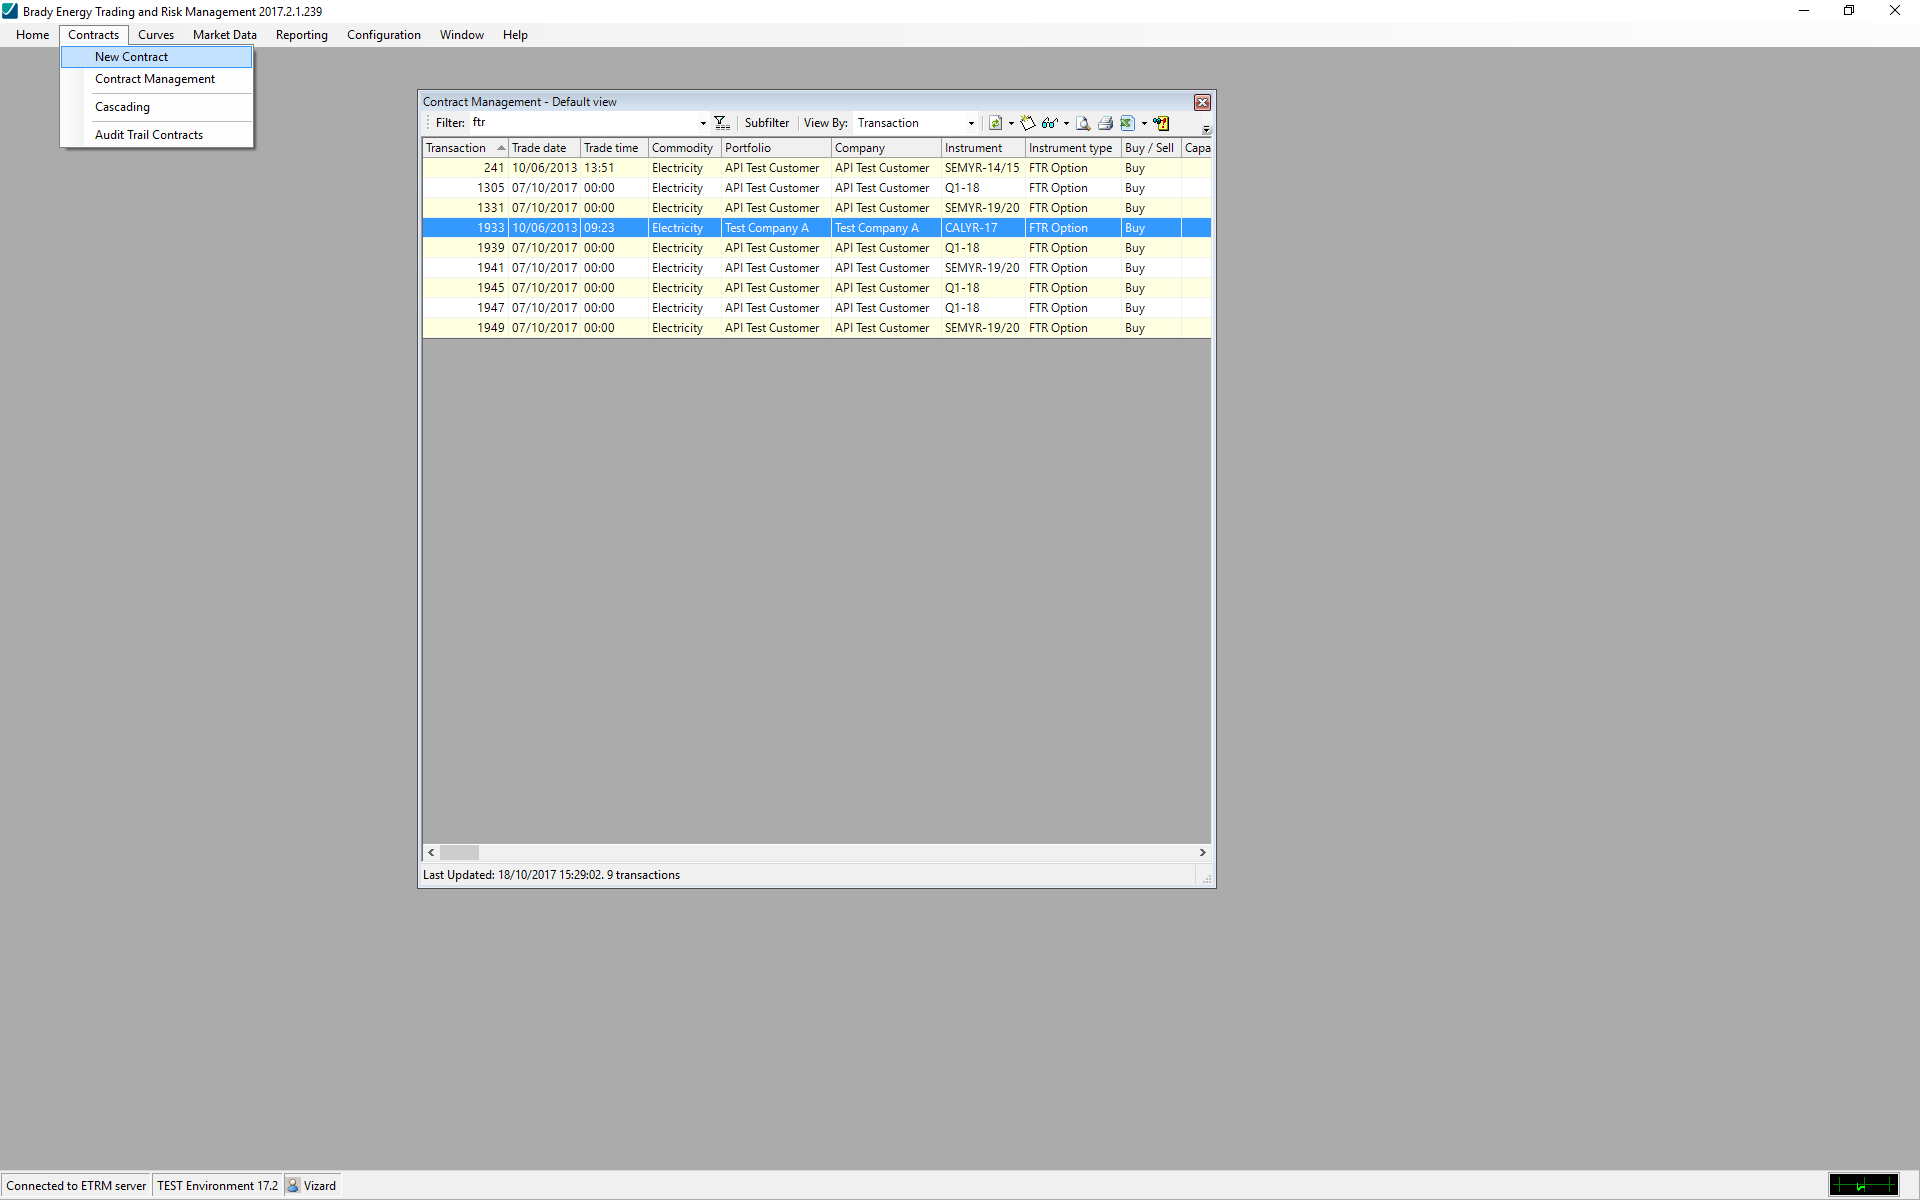 Brady Energy Trading and Risk Management 2017.2.1.239
Home Contracts Curves Market Data Reporting Configuration Window Help
New Contract
Contract Management
Cascading
Audit Trail Contracts
Contract Management - Default view
Filter: ftr Subfilter View By: Transaction
Transaction Trade date Trade time Commodity Portfolio Company Instrument Instrument type Buy / Sell Capa
241 10/06/2013 13:51 Electricity API Test Customer API Test Customer SEMYR-14/15 FTR Option Buy
1305 07/10/2017 00:00 Electricity API Test Customer API Test Customer Q1-18 FTR Option Buy
1331 07/10/2017 00:00 Electricity API Test Customer API Test Customer SEMYR-19/20 FTR Option Buy
1933 10/06/2013 09:23 Electricity Test Company A Test Company A CALYR-17 FTR Option Buy
1939 07/10/2017 00:00 Electricity API Test Customer API Test Customer Q1-18 FTR Option Buy
1941 07/10/2017 00:00 Electricity API Test Customer API Test Customer SEMYR-19/20 FTR Option Buy
1945 07/10/2017 00:00 Electricity API Test Customer API Test Customer Q1-18 FTR Option Buy
1947 07/10/2017 00:00 Electricity API Test Customer API Test Customer Q1-18 FTR Option Buy
1949 07/10/2017 00:00 Electricity API Test Customer API Test Customer SEMYR-19/20 FTR Option Buy
Last Updated: 18/10/2017 15:29:02. 9 transactions
Connected to ETRM server TEST Environment 17.2 Vizard